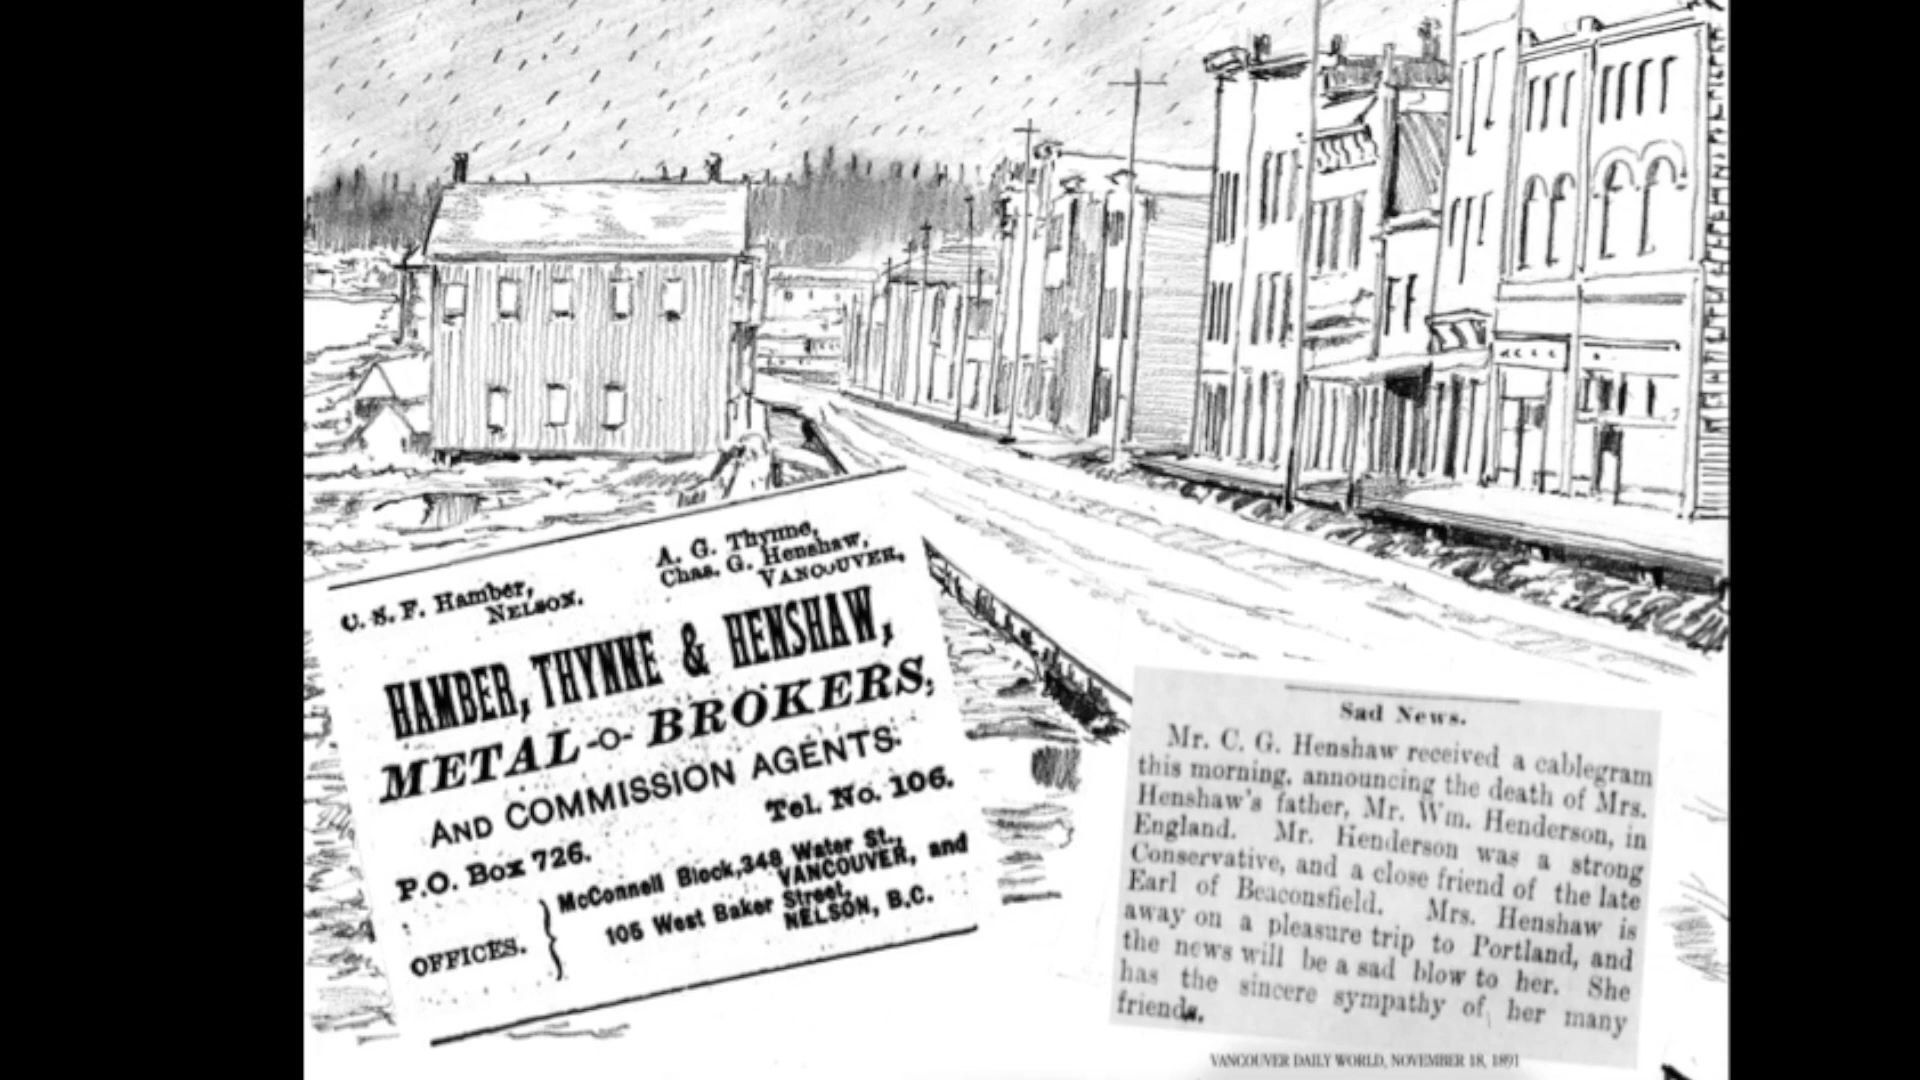 C. S. F. Hamber,
NELSON.
A. G. Thynne,
Chas. G. Henshaw,
VANCOUVER,
HAMBER, THYNNE & HENSHAW,
METAL-O-BROKERS,
AND COMMISSION AGENTS.
Tel. No. 106.
P.O. Box 726.
OFFICES.
McConnell Block, 348 Water St.,
VANCOUVER, and
105 West Baker Street,
NELSON, B.C.
Sad News.
Mr. C. G. Henshaw received a cablegram
this morning, announcing the death of Mrs.
Henshaw's father, Mr. Wm. Henderson, in
England. Mr. Henderson was a strong
Conservative, and a close friend of the late
Earl of Beaconsfield. Mrs. Henshaw is
away on a pleasure trip to Portland, and
the news will be a sad blow to her. She
has the sincere sympathy of her many
friends.
VANCOUVER DAILY WORLD, NOVEMBER 18, 1891